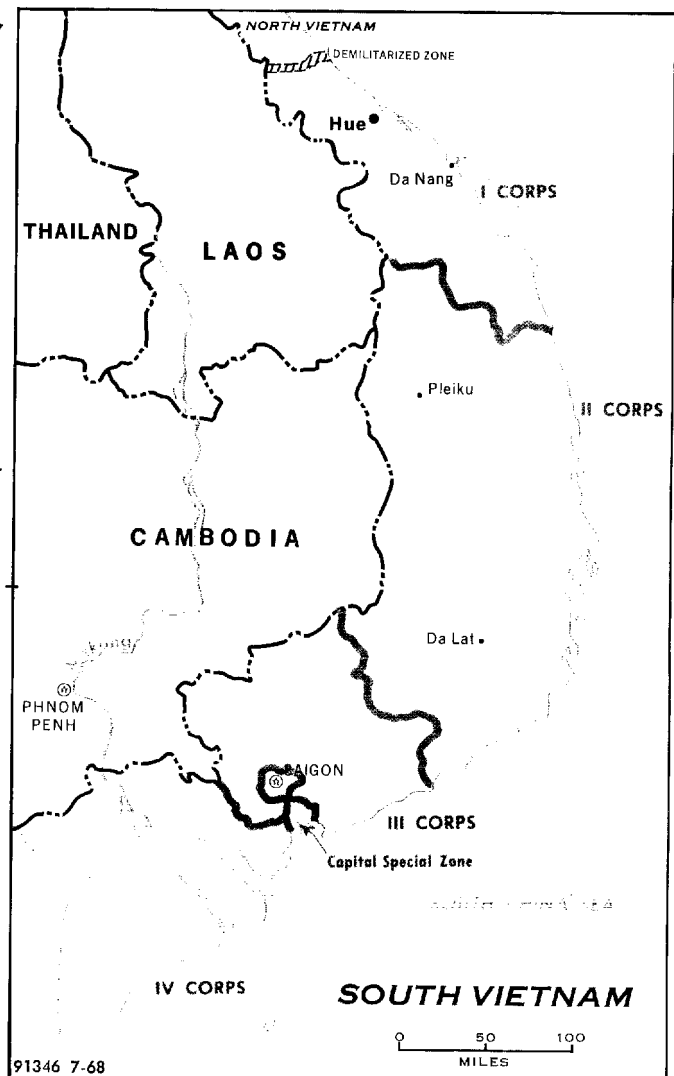 NORTH VIETNAM
DEMILITARIZED ZONE
Hue
Da Nang
I CORPS
THAILAND
LAOS
Pleiku
II CORPS
CAMBODIA
Da Lat
PHNOM
PENH
SAIGON
III CORPS
Capital Special Zone
IV CORPS
SOUTH VIETNAM
0 50 100
MILES
91346 7-68